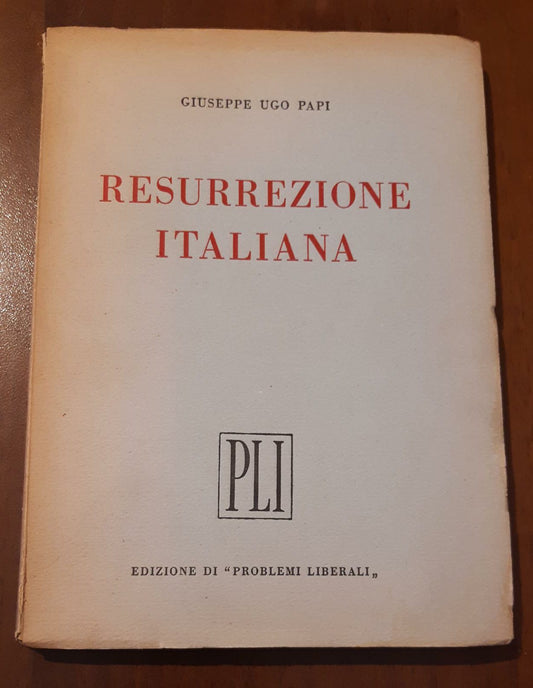 GIUSEPPE UGO PAPI
RESURREZIONE
ITALIANA
PLI
EDIZIONE DI “PROBLEMI LIBERALI„